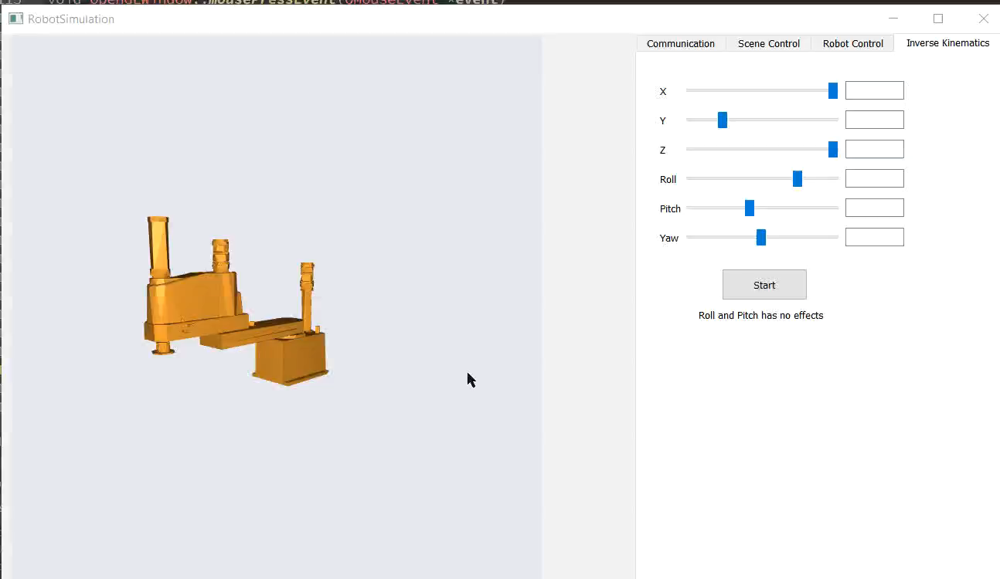 void OpenGLWindow::mousePressEvent(QMouseEvent *event)
RobotSimulation
Communication Scene Control Robot Control Inverse Kinematics
X
Y
Z
Roll
Pitch
Yaw
Start
Roll and Pitch has no effects